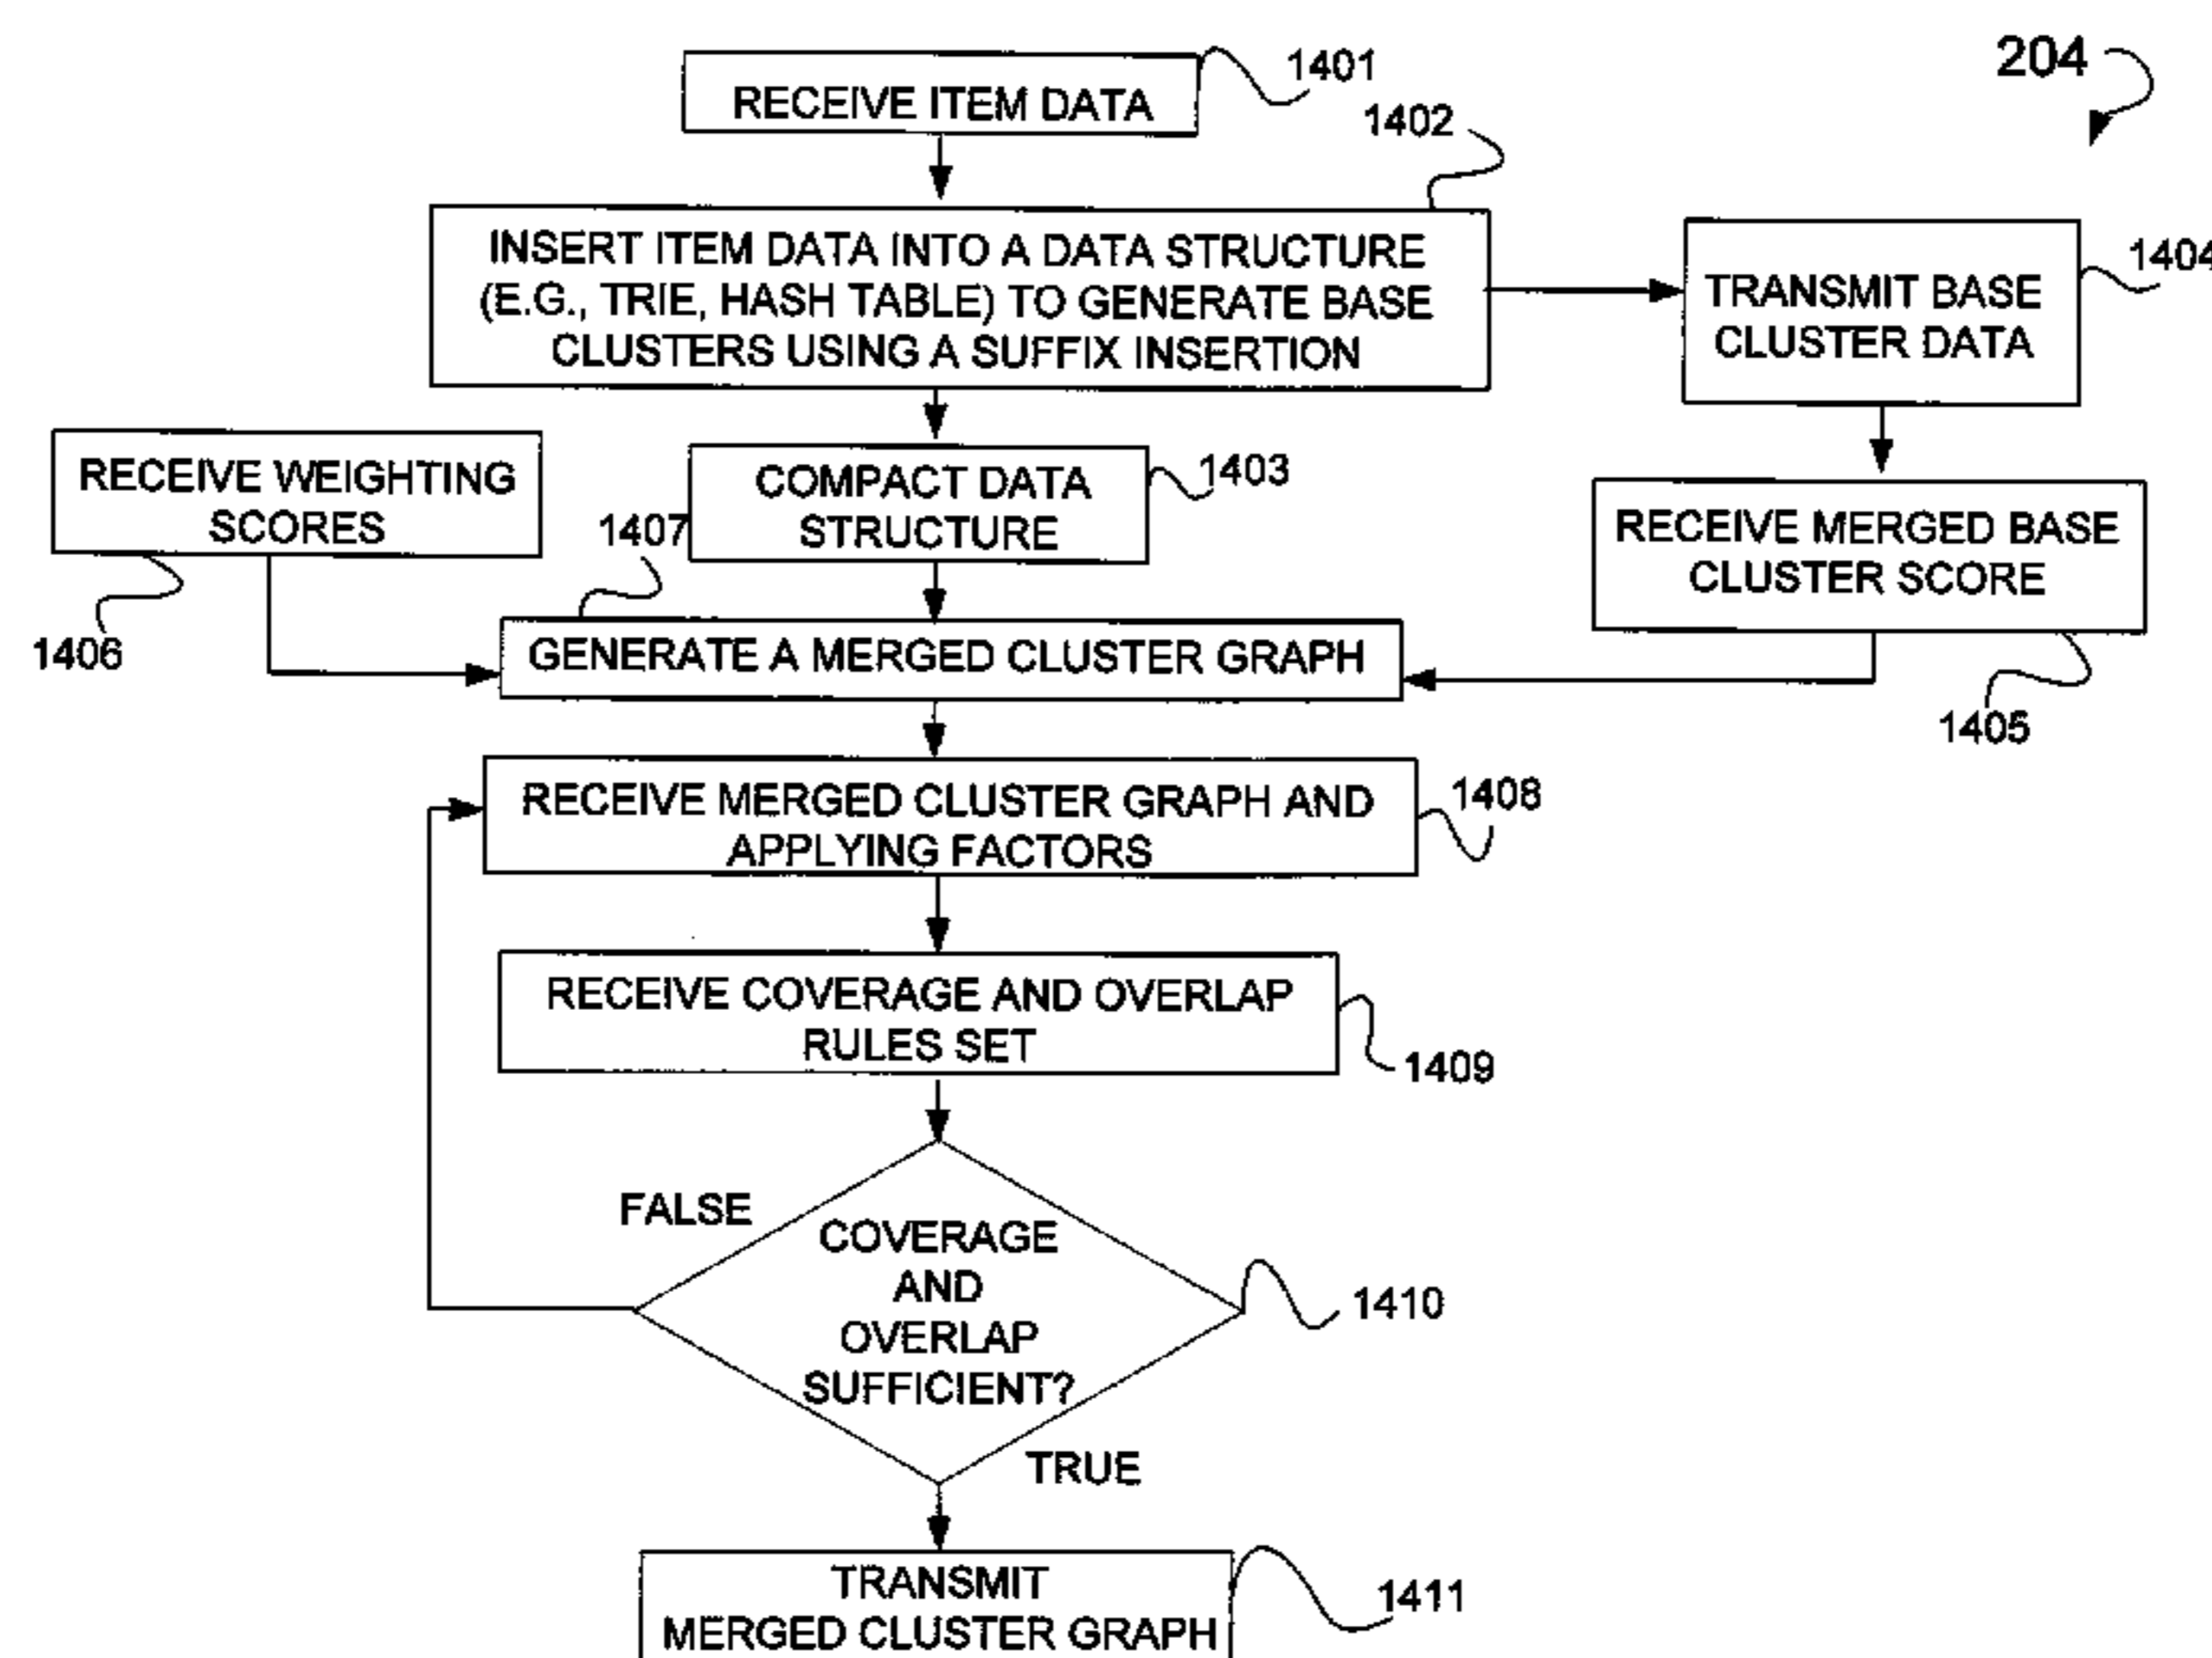 204
1401
RECEIVE ITEM DATA
1402
INSERT ITEM DATA INTO A DATA STRUCTURE
(E.G., TRIE, HASH TABLE) TO GENERATE BASE
CLUSTERS USING A SUFFIX INSERTION
1404
TRANSMIT BASE
CLUSTER DATA
RECEIVE WEIGHTING
SCORES
1406
COMPACT DATA
STRUCTURE
1403
1407
RECEIVE MERGED BASE
CLUSTER SCORE
1405
GENERATE A MERGED CLUSTER GRAPH
RECEIVE MERGED CLUSTER GRAPH AND
APPLYING FACTORS
1408
RECEIVE COVERAGE AND OVERLAP
RULES SET
1409
FALSE
COVERAGE
AND
OVERLAP
SUFFICIENT?
1410
TRUE
TRANSMIT
MERGED CLUSTER GRAPH
1411